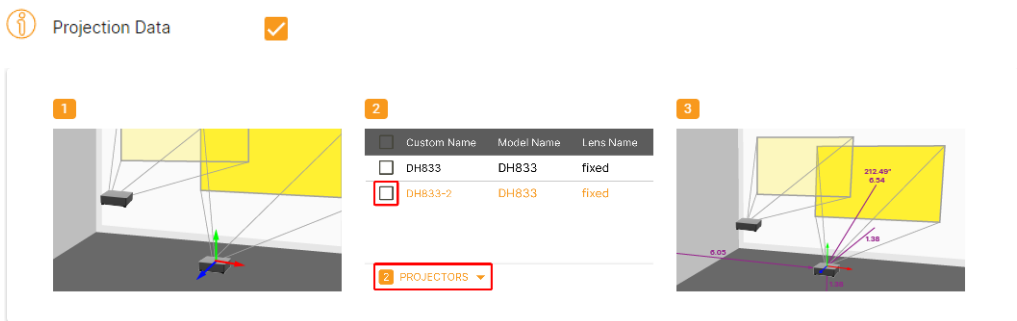 Projection Data
1
2
3
Custom Name Model Name Lens Name
DH833 DH833 fixed
DH833-2 DH833 fixed
2 PROJECTORS
212.49"
6.54
1.38
6.05